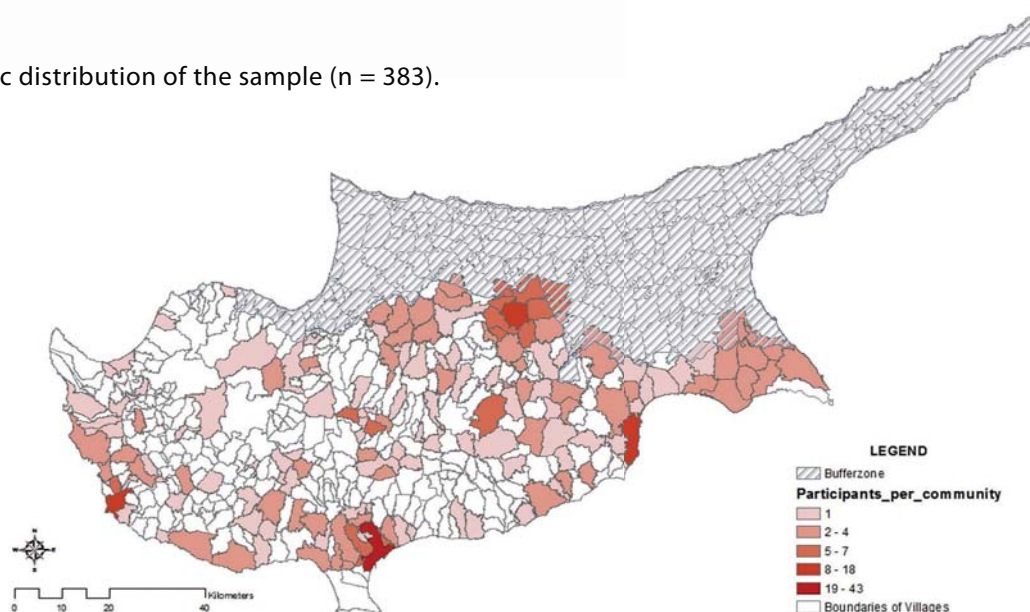 c distribution of the sample (n = 383).
LEGEND
Bufferzone
Participants_per_community
1
2 - 4
5 - 7
8 - 18
19 - 43
Boundaries of Villages
N
W
E
S
Kilometers
0 10 20 40